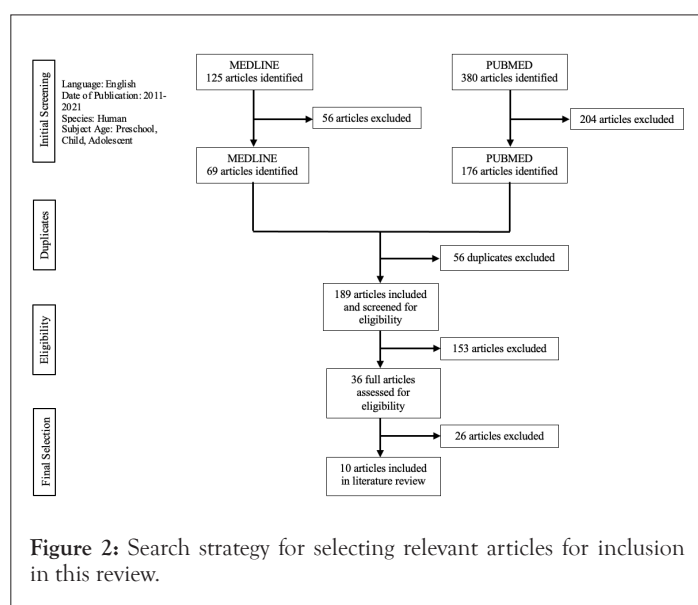 Initial Screening
Language: English
Date of Publication: 2011-
2021
Species: Human
Subject Age: Preschool,
Child, Adolescent
MEDLINE
125 articles identified
PUBMED
380 articles identified
56 articles excluded
204 articles excluded
MEDLINE
69 articles identified
PUBMED
176 articles identified
Duplicates
56 duplicates excluded
189 articles included
and screened for
eligibility
Eligibility
153 articles excluded
36 full articles
assessed for
eligibility
Final Selection
26 articles excluded
10 articles included
in literature review
Figure 2: Search strategy for selecting relevant articles for inclusion
in this review.